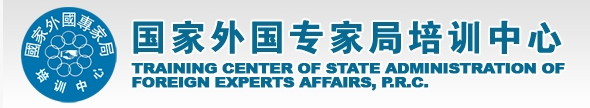 國家外國專家局
培训中心
国家外国专家局培训中心
TRAINING CENTER OF STATE ADMINISTRATION OF
FOREIGN EXPERTS AFFAIRS, P.R.C.